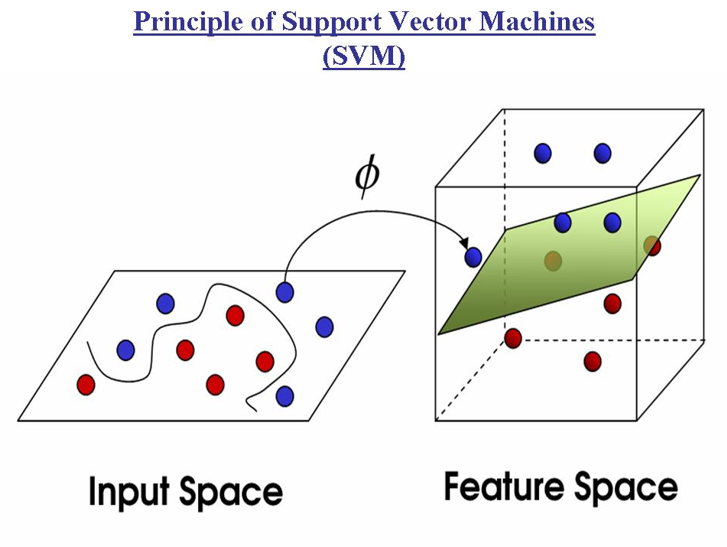 Principle of Support Vector Machines
(SVM)
ϕ
Input Space
Feature Space